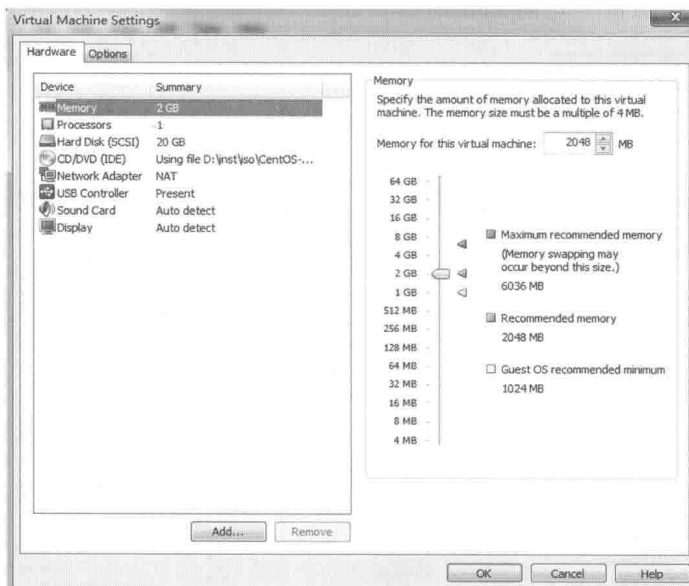 Virtual Machine Settings
Hardware
Options
Device Summary
Memory 2 GB
Processors 1
Hard Disk (SCSI) 20 GB
CD/DVD (IDE) Using file D:\inst\iso\CentOS-...
Network Adapter NAT
USB Controller Present
Sound Card Auto detect
Display Auto detect
Add...
Remove
Memory
Specify the amount of memory allocated to this virtual
machine. The memory size must be a multiple of 4 MB.
Memory for this virtual machine: 2048 MB
64 GB
32 GB
16 GB
8 GB
4 GB
2 GB
1 GB
512 MB
256 MB
128 MB
64 MB
32 MB
16 MB
8 MB
4 MB
Maximum recommended memory
(Memory swapping may
occur beyond this size.)
6036 MB
Recommended memory
2048 MB
Guest OS recommended minimum
1024 MB
OK
Cancel
Help